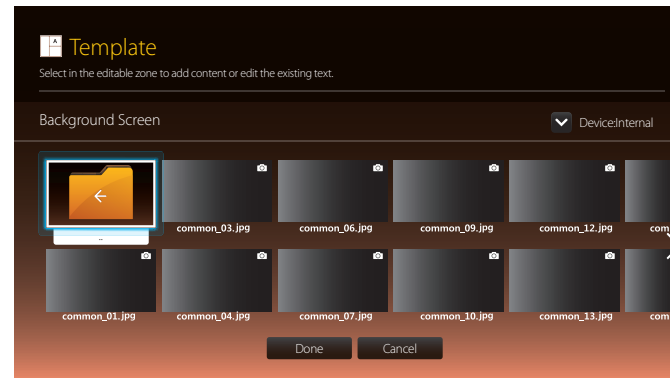 A
Template
Select in the editable zone to add content or edit the existing text.
Background Screen
Device:Internal
..
common_03.jpg
common_06.jpg
common_09.jpg
common_12.jpg
com
common_01.jpg
common_04.jpg
common_07.jpg
common_10.jpg
common_13.jpg
com
Done
Cancel